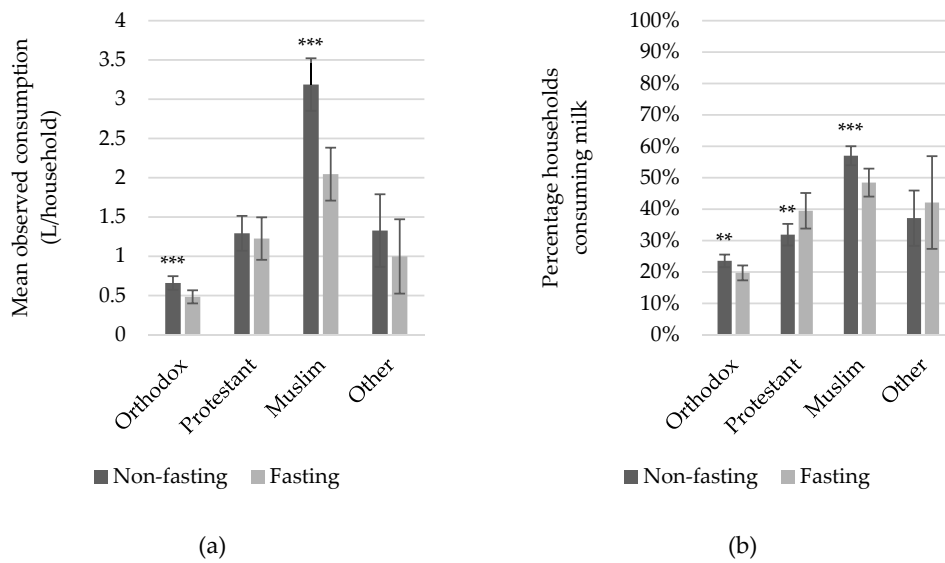 Mean observed consumption
(L/household)
4
3.5
3
2.5
2
1.5
1
0.5
0
***
***
Orthodox
Protestant
Muslim
Other
Non-fasting
Fasting
(a)
Percentage households
consuming milk
100%
90%
80%
70%
60%
50%
40%
30%
20%
10%
0%
**
**
***
Orthodox
Protestant
Muslim
Other
Non-fasting
Fasting
(b)